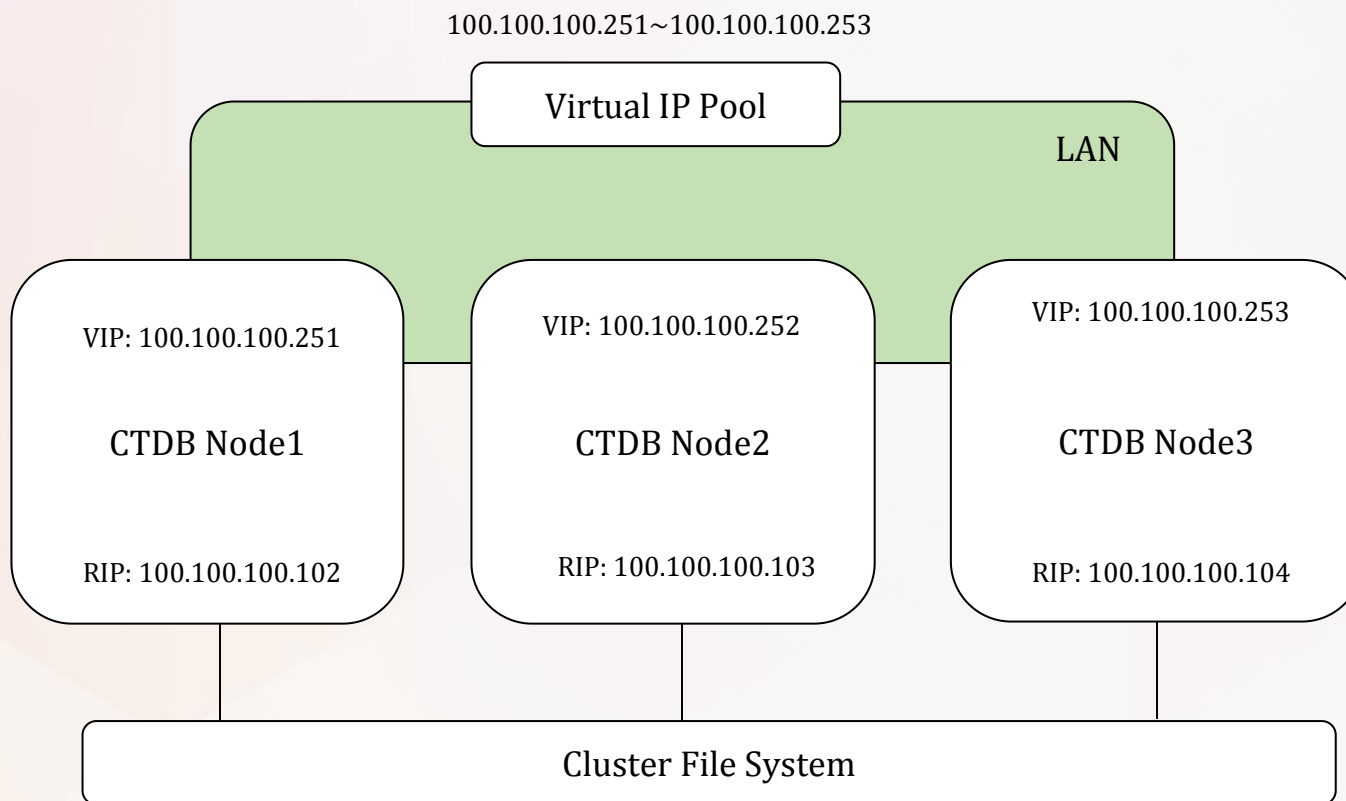 100.100.100.251~100.100.100.253
Virtual IP Pool
LAN
VIP: 100.100.100.251
CTDB Node1
RIP: 100.100.100.102
VIP: 100.100.100.252
CTDB Node2
RIP: 100.100.100.103
VIP: 100.100.100.253
CTDB Node3
RIP: 100.100.100.104
Cluster File System